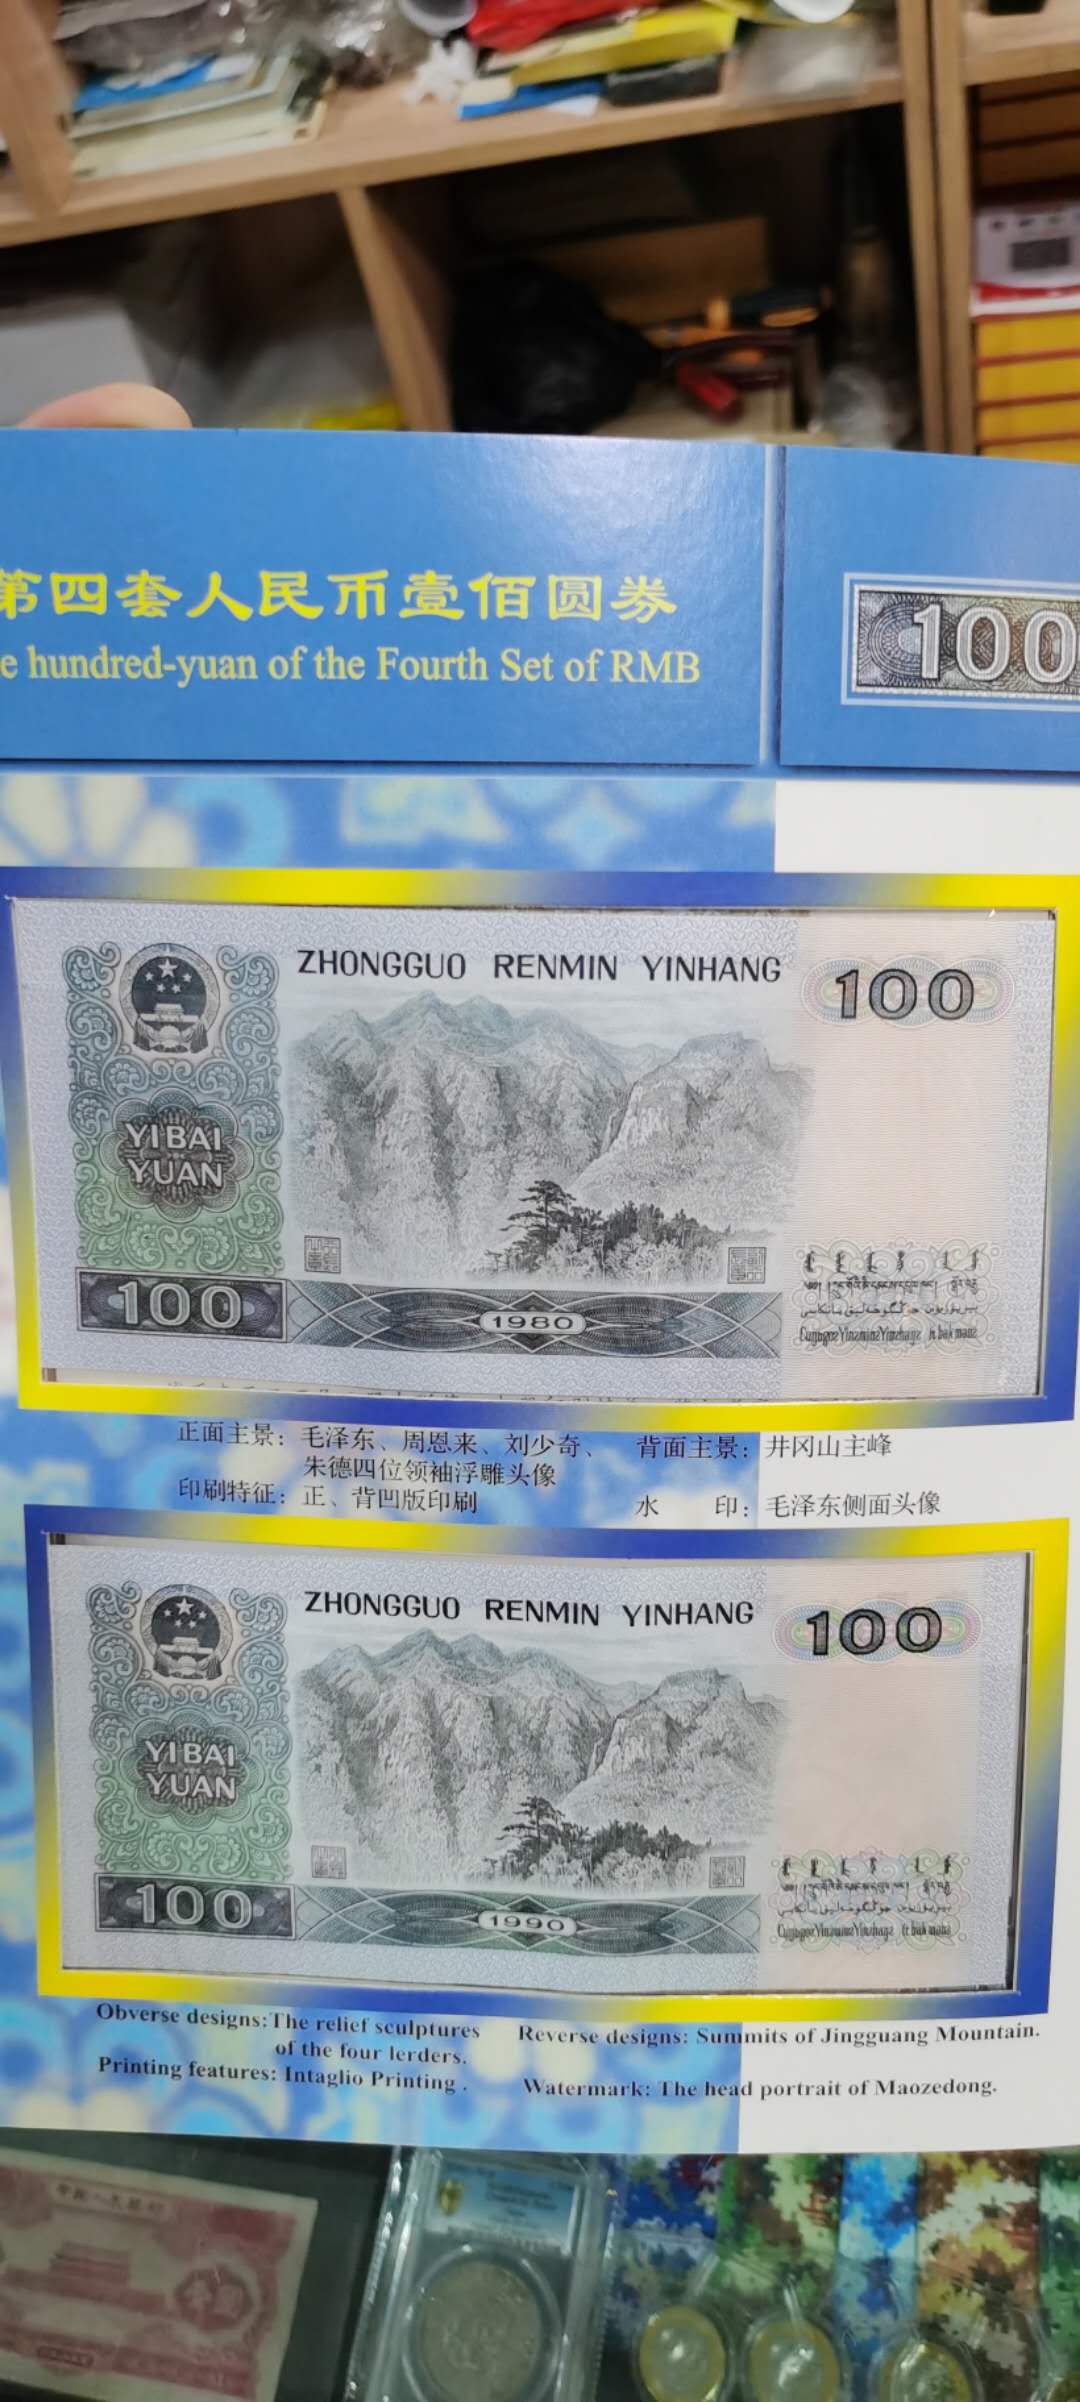 第四套人民币壹佰圆券
e hundred-yuan of the Fourth Set of RMB
100
ZHONGGUO RENMIN YINHANG
100
YI BAI
YUAN
100
1980
正面主景：毛泽东、周恩来、刘少奇、
朱德四位领袖浮雕头像
印刷特征：正、背凹版印刷
背面主景：井冈山主峰
水 印：毛泽东侧面头像
ZHONGGUO RENMIN YINHANG
100
YI BAI
YUAN
100
1990
Obverse designs:The relief sculptures
of the four lerders.
Printing features: Intaglio Printing .
Reverse designs: Summits of Jingguang Mountain.
Watermark: The head portrait of Maozedong.